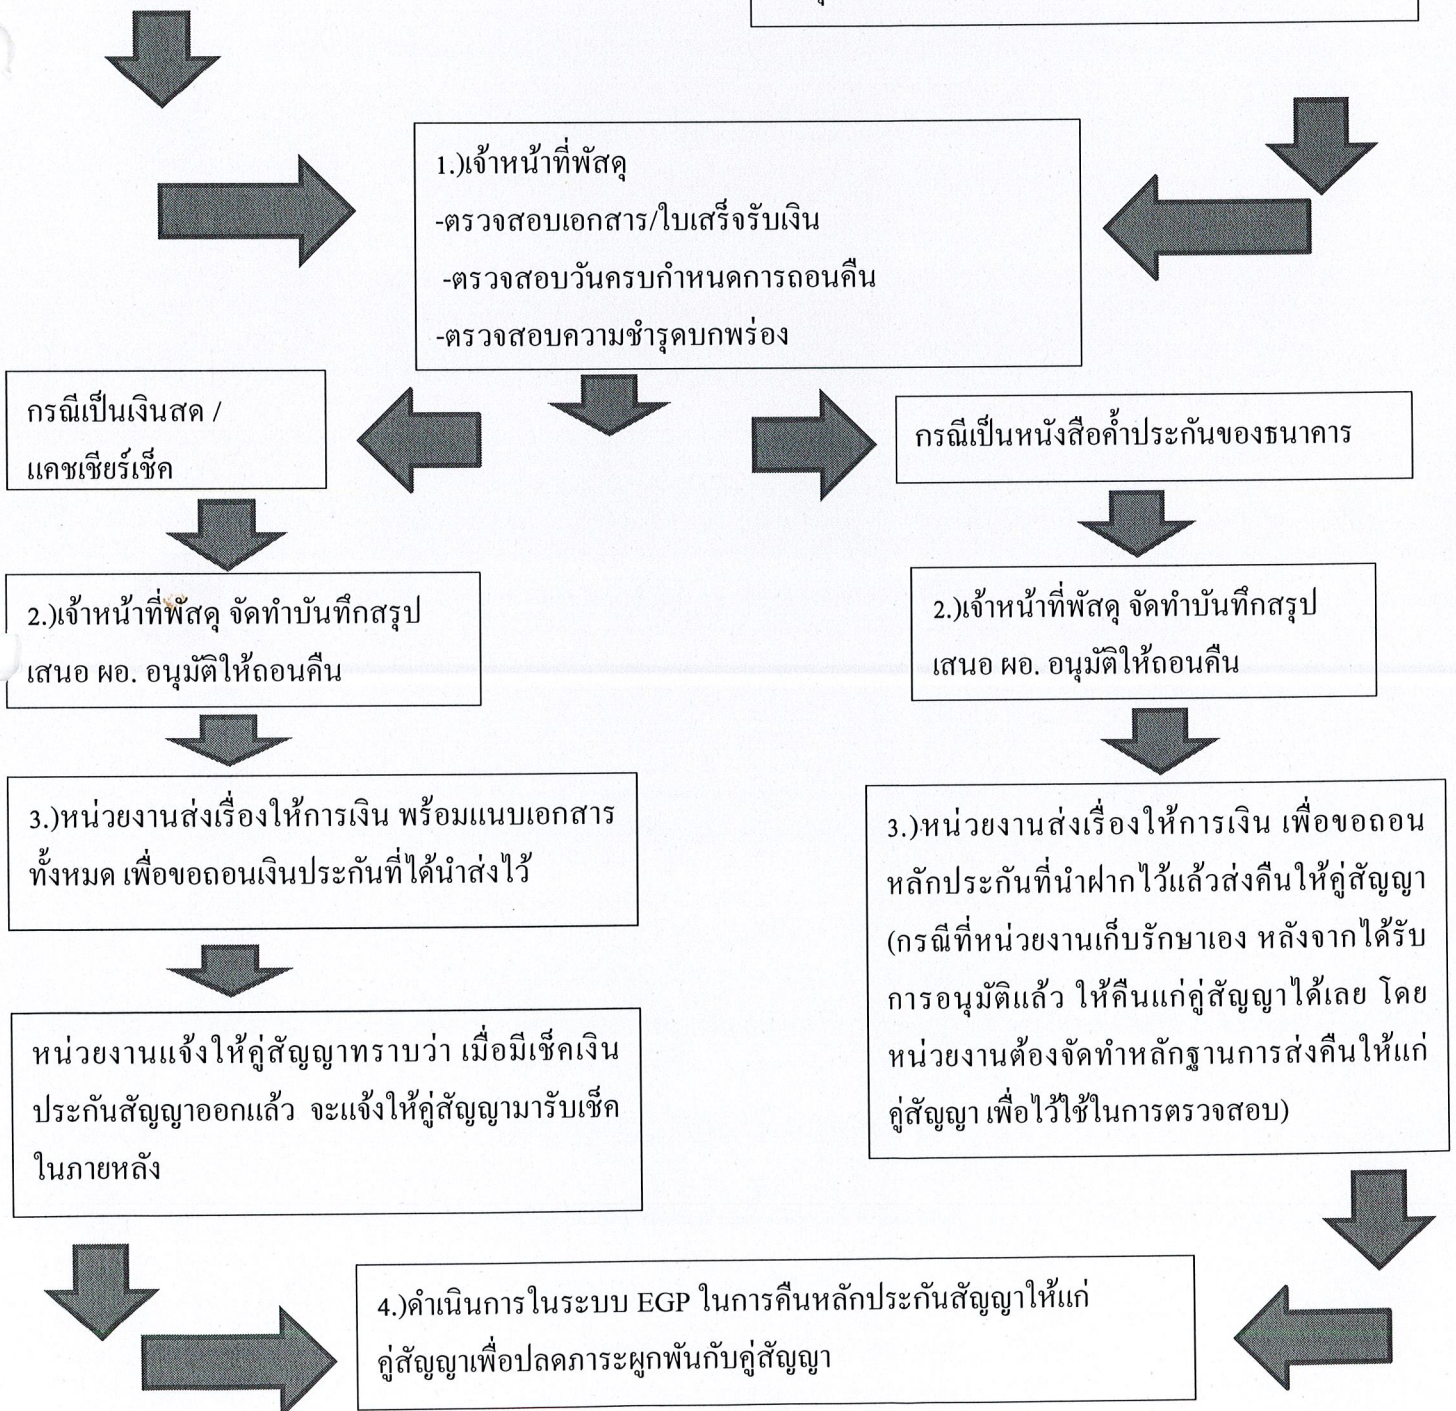 1.)เจ้าหน้าที่พัสดุ
-ตรวจสอบเอกสาร/ใบเสร็จรับเงิน
-ตรวจสอบวันครบกำหนดการถอนคืน
-ตรวจสอบความชำรุดบกพร่อง
กรณีเป็นเงินสด /
แคชเชียร์เช็ค
กรณีเป็นหนังสือค้ำประกันของธนาคาร
2.)เจ้าหน้าที่พัสดุ จัดทำบันทึกสรุป
เสนอ ผอ. อนุมัติให้ถอนคืน
2.)เจ้าหน้าที่พัสดุ จัดทำบันทึกสรุป
เสนอ ผอ. อนุมัติให้ถอนคืน
3.)หน่วยงานส่งเรื่องให้การเงิน พร้อมแนบเอกสาร
ทั้งหมด เพื่อขอถอนเงินประกันที่ได้นำส่งไว้
3.)หน่วยงานส่งเรื่องให้การเงิน เพื่อขอถอน
หลักประกันที่นำฝากไว้แล้วส่งคืนให้คู่สัญญา
(กรณีที่หน่วยงานเก็บรักษาเอง หลังจากได้รับ
การอนุมัติแล้ว ให้คืนแก่คู่สัญญาได้เลย โดย
หน่วยงานต้องจัดทำหลักฐานการส่งคืนให้แก่
คู่สัญญา เพื่อไว้ใช้ในการตรวจสอบ)
หน่วยงานแจ้งให้คู่สัญญาทราบว่า เมื่อมีเช็คเงิน
ประกันสัญญาออกแล้ว จะแจ้งให้คู่สัญญามารับเช็ค
ในภายหลัง
4.)ดำเนินการในระบบ EGP ในการคืนหลักประกันสัญญาให้แก่
คู่สัญญาเพื่อปลดภาระผูกพันกับคู่สัญญา